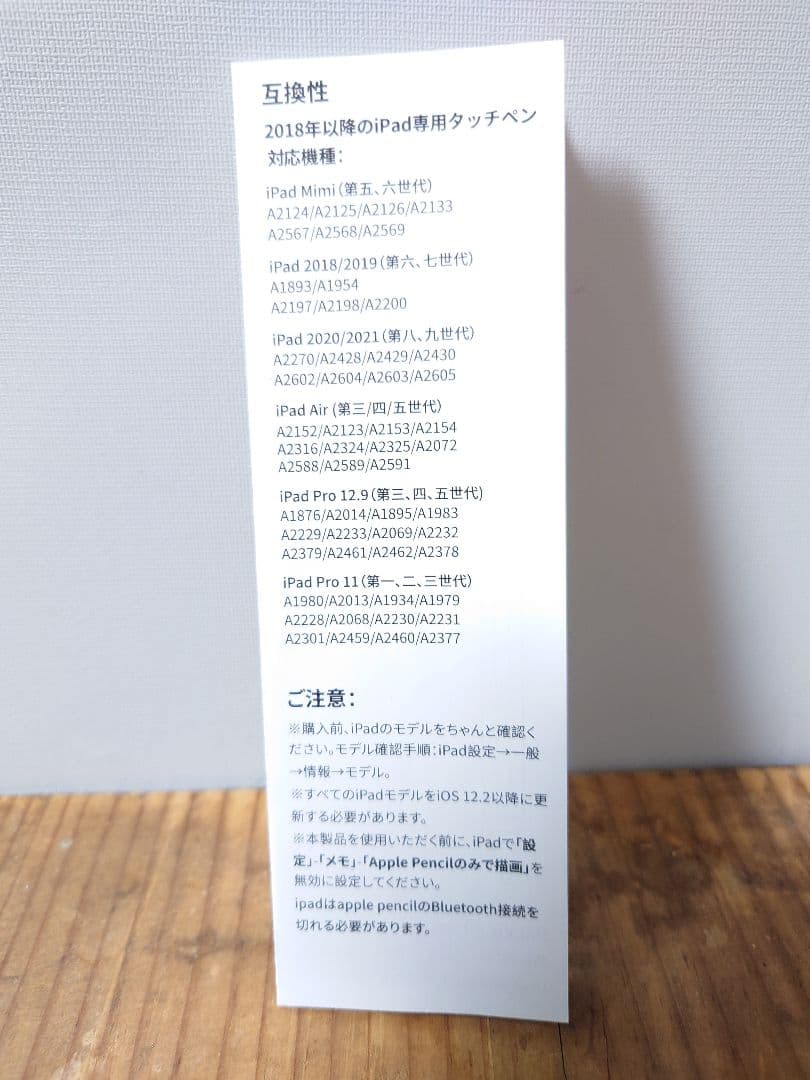 互換性
2018年以降のiPad専用タッチペン
対応機種：
iPad Mimi（第五、六世代）
A2124/A2125/A2126/A2133
A2567/A2568/A2569
iPad 2018/2019（第六、七世代）
A1893/A1954
A2197/A2198/A2200
iPad 2020/2021（第八、九世代）
A2270/A2428/A2429/A2430
A2602/A2604/A2603/A2605
iPad Air (第三/四/五世代）
A2152/A2123/A2153/A2154
A2316/A2324/A2325/A2072
A2588/A2589/A2591
iPad Pro 12.9（第三、四、五世代)
A1876/A2014/A1895/A1983
A2229/A2233/A2069/A2232
A2379/A2461/A2462/A2378
iPad Pro 11（第一、二、三世代）
A1980/A2013/A1934/A1979
A2228/A2068/A2230/A2231
A2301/A2459/A2460/A2377
ご注意：
※購入前、iPadのモデルをちゃんと確認く
ださい。モデル確認手順：iPad設定→一般
→情報→モデル。
※すべてのiPadモデルをiOS 12.2以降に更
新する必要があります。
※本製品を使用いただく前に、iPadで「設
定」-「メモ」-「Apple Pencilのみで描画」を
無効に設定してください。
ipadはapple pencilのBluetooth接続を
切れる必要があります。